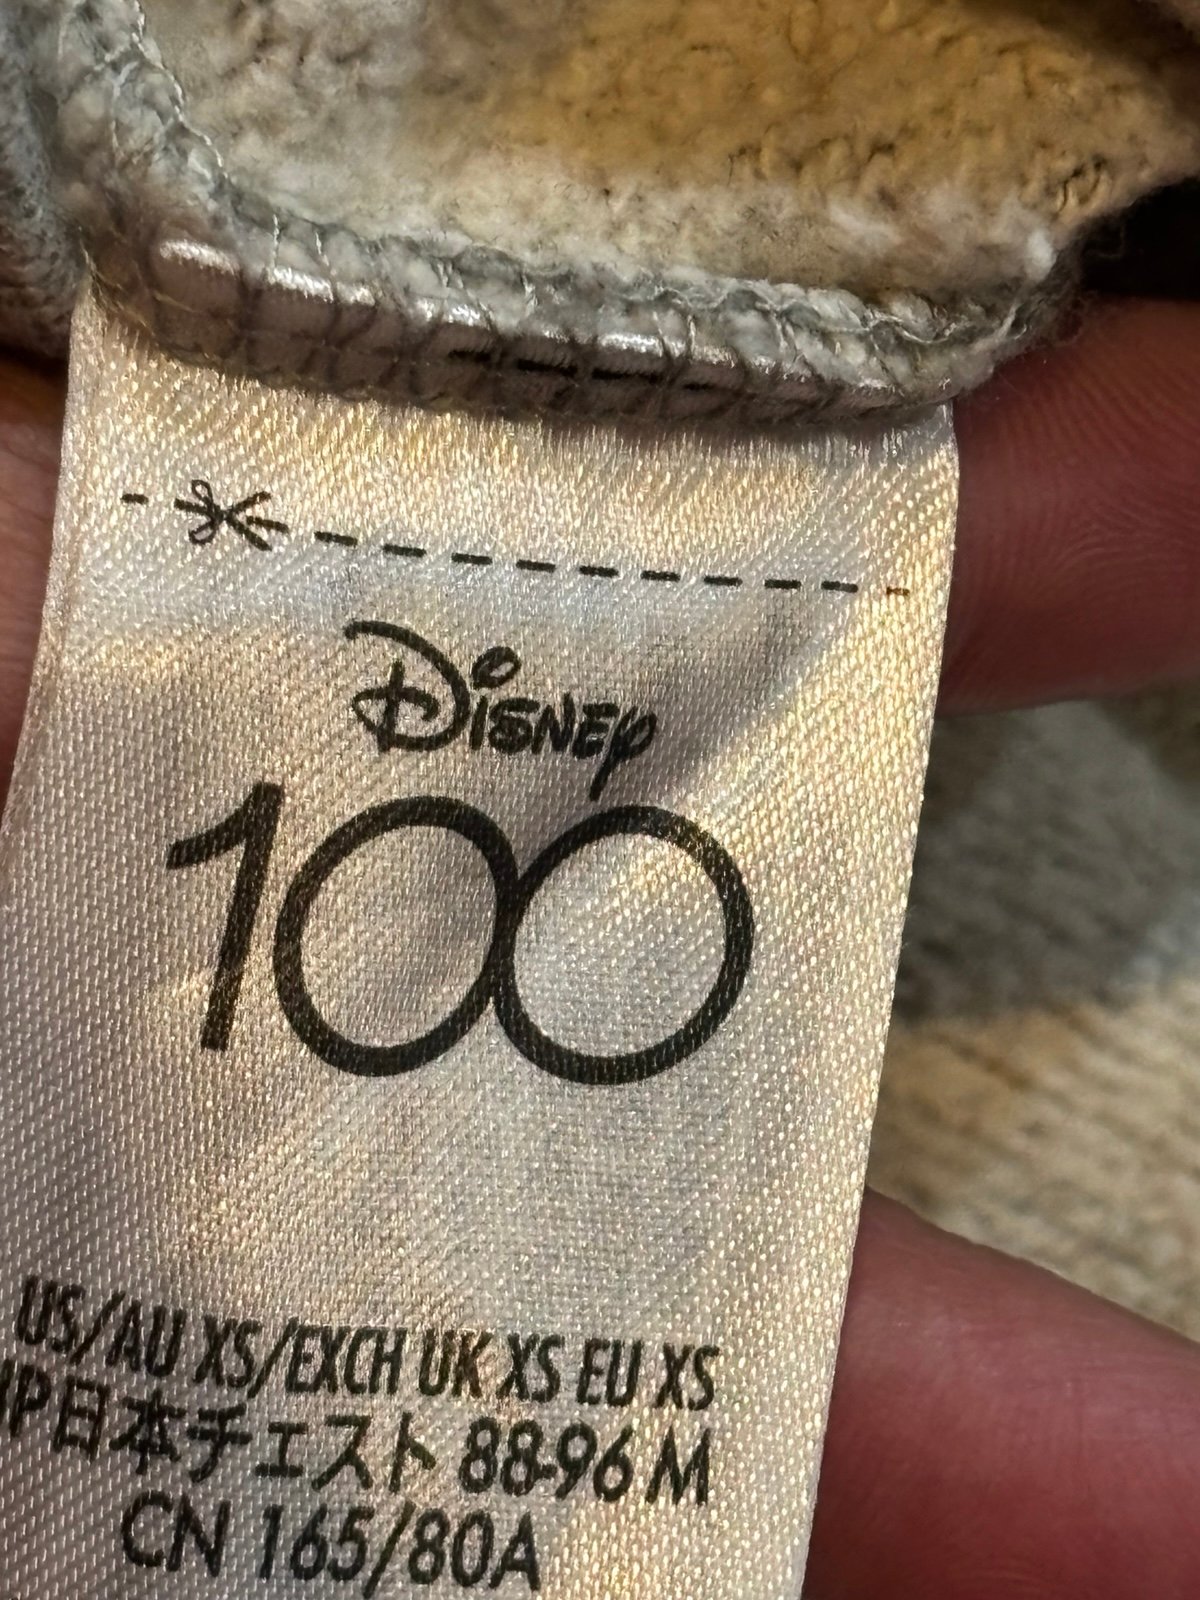 Disney
100
US/AU XS/EXCH UK XS EU XS
JP日本チェスト 88-96 M
CN 165/80A